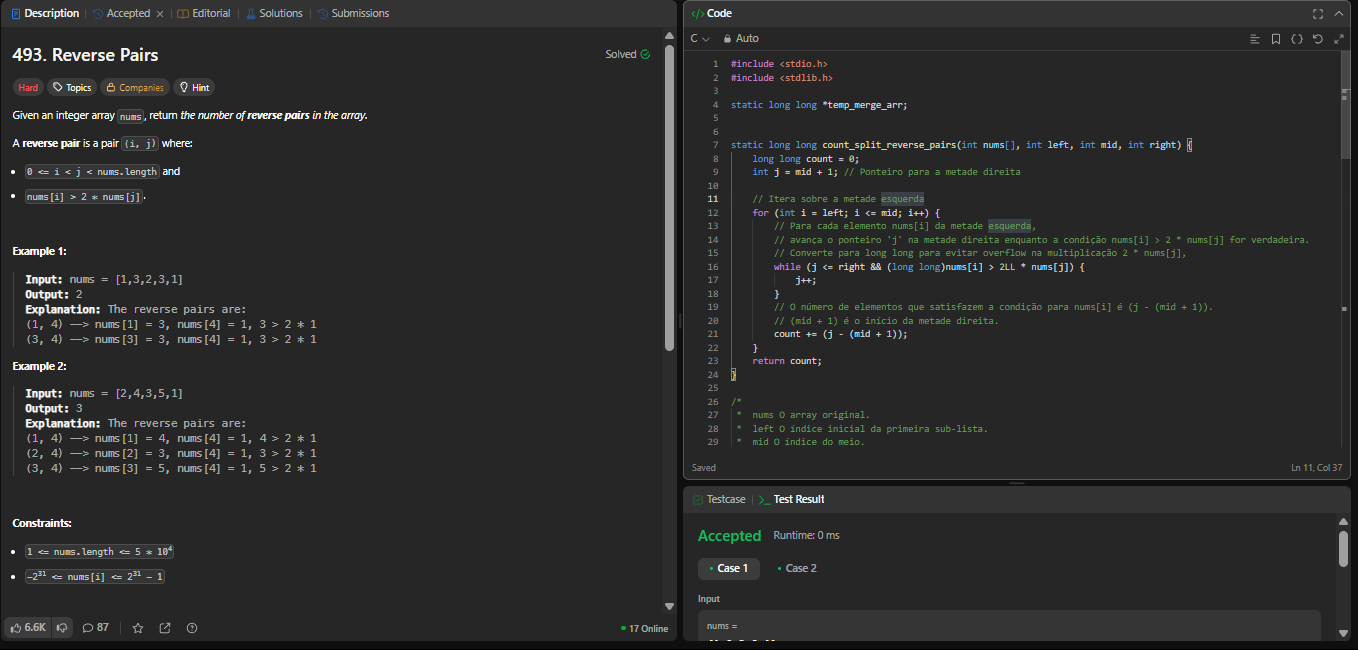 Description
Accepted
Editorial
Solutions
Submissions
493. Reverse Pairs
Solved
Hard
Topics
Companies
Hint
Given an integer array nums, return the number of reverse pairs in the array.
A reverse pair is a pair (i, j) where:
0 <= i < j < nums.length and
nums[i] > 2 * nums[j].
Example 1:
Input: nums = [1,3,2,3,1]
Output: 2
Explanation: The reverse pairs are:
(1, 4) --> nums[1] = 3, nums[4] = 1, 3 > 2 * 1
(3, 4) --> nums[3] = 3, nums[4] = 1, 3 > 2 * 1
Example 2:
Input: nums = [2,4,3,5,1]
Output: 3
Explanation: The reverse pairs are:
(1, 4) --> nums[1] = 4, nums[4] = 1, 4 > 2 * 1
(2, 4) --> nums[2] = 3, nums[4] = 1, 3 > 2 * 1
(3, 4) --> nums[3] = 5, nums[4] = 1, 5 > 2 * 1
Constraints:
1 <= nums.length <= 5 * 10⁴
-2³¹ <= nums[i] <= 2³¹ - 1
6.6K
87
17 Online
</> Code
C
Auto
1 #include <stdio.h>
2 #include <stdlib.h>
3
4 static long long *temp_merge_arr;
5
6
7 static long long count_split_reverse_pairs(int nums[], int left, int mid, int right) {
8 long long count = 0;
9 int j = mid + 1; // Ponteiro para a metade direita
10
11 // Itera sobre a metade esquerda
12 for (int i = left; i <= mid; i++) {
13 // Para cada elemento nums[i] da metade esquerda,
14 // avança o ponteiro 'j' na metade direita enquanto a condição nums[i] > 2 * nums[j] for verdadeira.
15 // Converte para long long para evitar overflow na multiplicação 2 * nums[j],
16 while (j <= right && (long long)nums[i] > 2LL * nums[j]) {
17 j++;
18 }
19 // O número de elementos que satisfazem a condição para nums[i] é (j - (mid + 1)).
20 // (mid + 1) é o início da metade direita.
21 count += (j - (mid + 1));
22 }
23 return count;
24 }
25
26 /*
27 * nums O array original.
28 * left O índice inicial da primeira sub-lista.
29 * mid O índice do meio.
Saved
Ln 11, Col 37
Testcase
>_ Test Result
Accepted
Runtime: 0 ms
Case 1
Case 2
Input
nums =